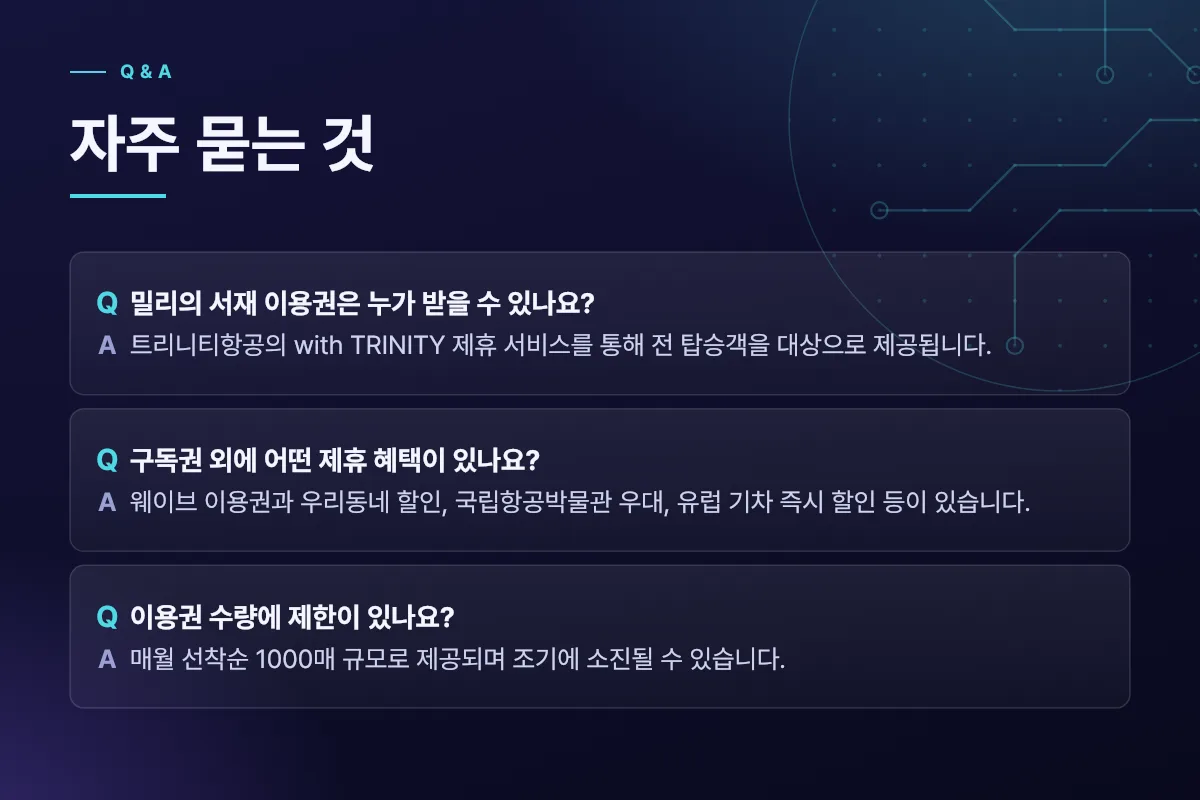 Q & A
자주 묻는 것
Q 밀리의 서재 이용권은 누가 받을 수 있나요?
A 트리니티항공의 with TRINITY 제휴 서비스를 통해 전 탑승객을 대상으로 제공됩니다.
Q 구독권 외에 어떤 제휴 혜택이 있나요?
A 웨이브 이용권과 우리동네 할인, 국립항공박물관 우대, 유럽 기차 즉시 할인 등이 있습니다.
Q 이용권 수량에 제한이 있나요?
A 매월 선착순 1000매 규모로 제공되며 조기에 소진될 수 있습니다.